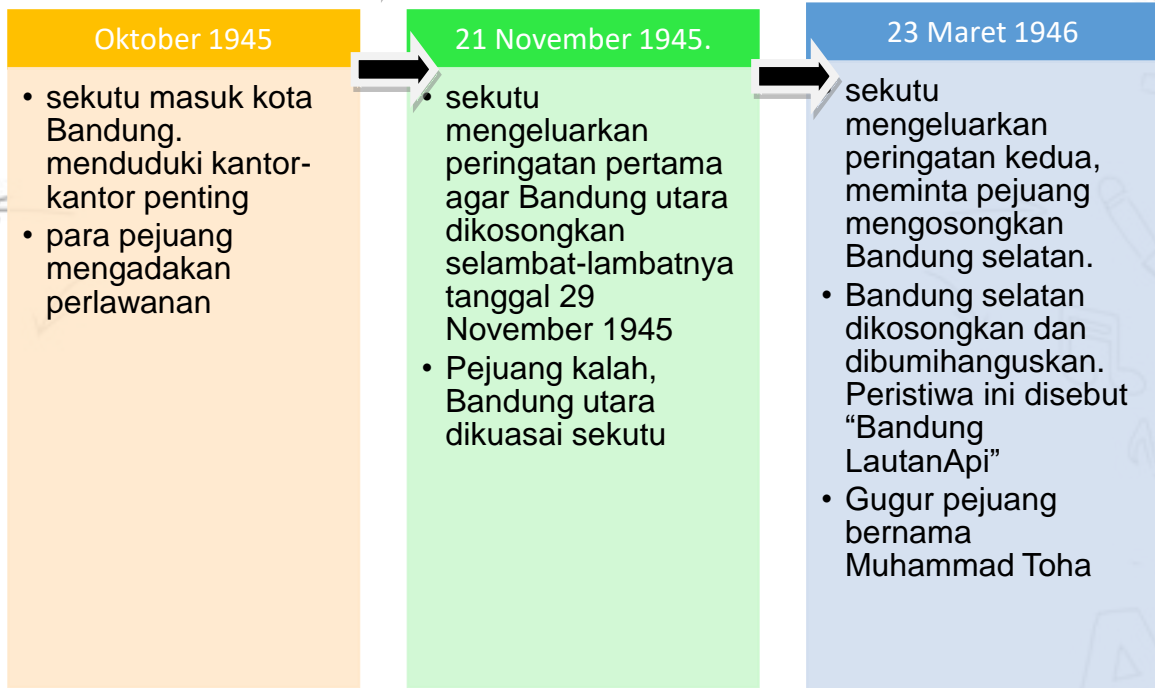 Oktober 1945
• sekutu masuk kota
Bandung.
menduduki kantor-
kantor penting
• para pejuang
mengadakan
perlawanan
21 November 1945.
• sekutu
mengeluarkan
peringatan pertama
agar Bandung utara
dikosongkan
selambat-lambatnya
tanggal 29
November 1945
• Pejuang kalah,
Bandung utara
dikuasai sekutu
23 Maret 1946
sekutu
mengeluarkan
peringatan kedua,
meminta pejuang
mengosongkan
Bandung selatan.
• Bandung selatan
dikosongkan dan
dibumihanguskan.
Peristiwa ini disebut
“Bandung
LautanApi”
• Gugur pejuang
bernama
Muhammad Toha